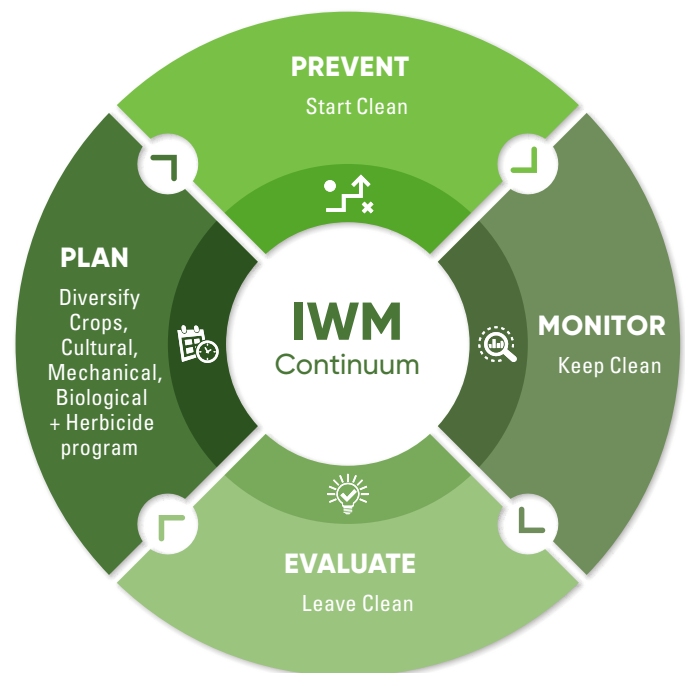 PREVENT
Start Clean
PLAN
Diversify
Crops,
Cultural,
Mechanical,
Biological
+ Herbicide
program
IWM
Continuum
MONITOR
Keep Clean
EVALUATE
Leave Clean